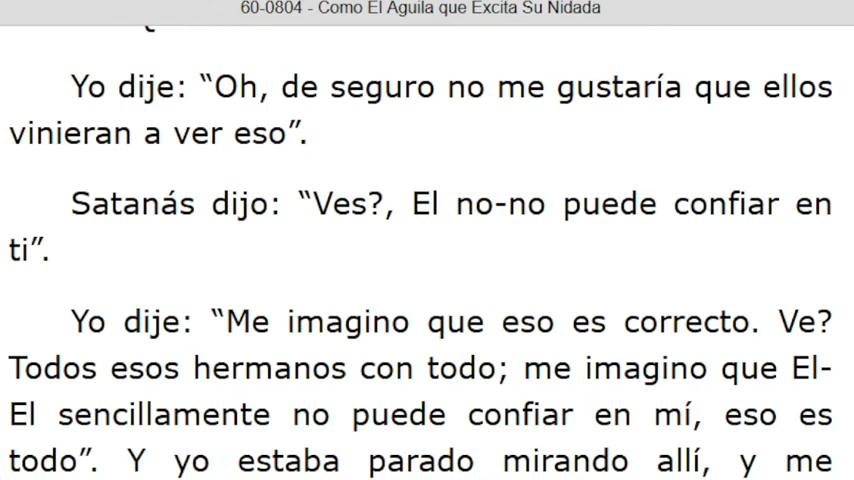 60-0804 - Como El Aguila que Excita Su Nidada
Yo dije: “Oh, de seguro no me gustaría que ellos
vinieran a ver eso”.
Satanás dijo: “Ves?, El no-no puede confiar en
ti”.
Yo dije: “Me imagino que eso es correcto. Ve?
Todos esos hermanos con todo; me imagino que El-
El sencillamente no puede confiar en mí, eso es
todo”. Y yo estaba parado mirando allí, y me